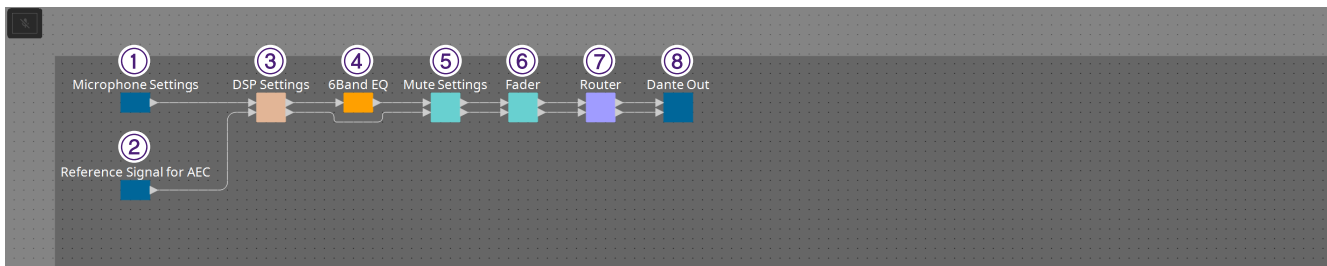 ① ③ ④ ⑤ ⑥ ⑦ ⑧
Microphone Settings DSP Settings 6Band EQ Mute Settings Fader Router Dante Out
②
Reference Signal for AEC